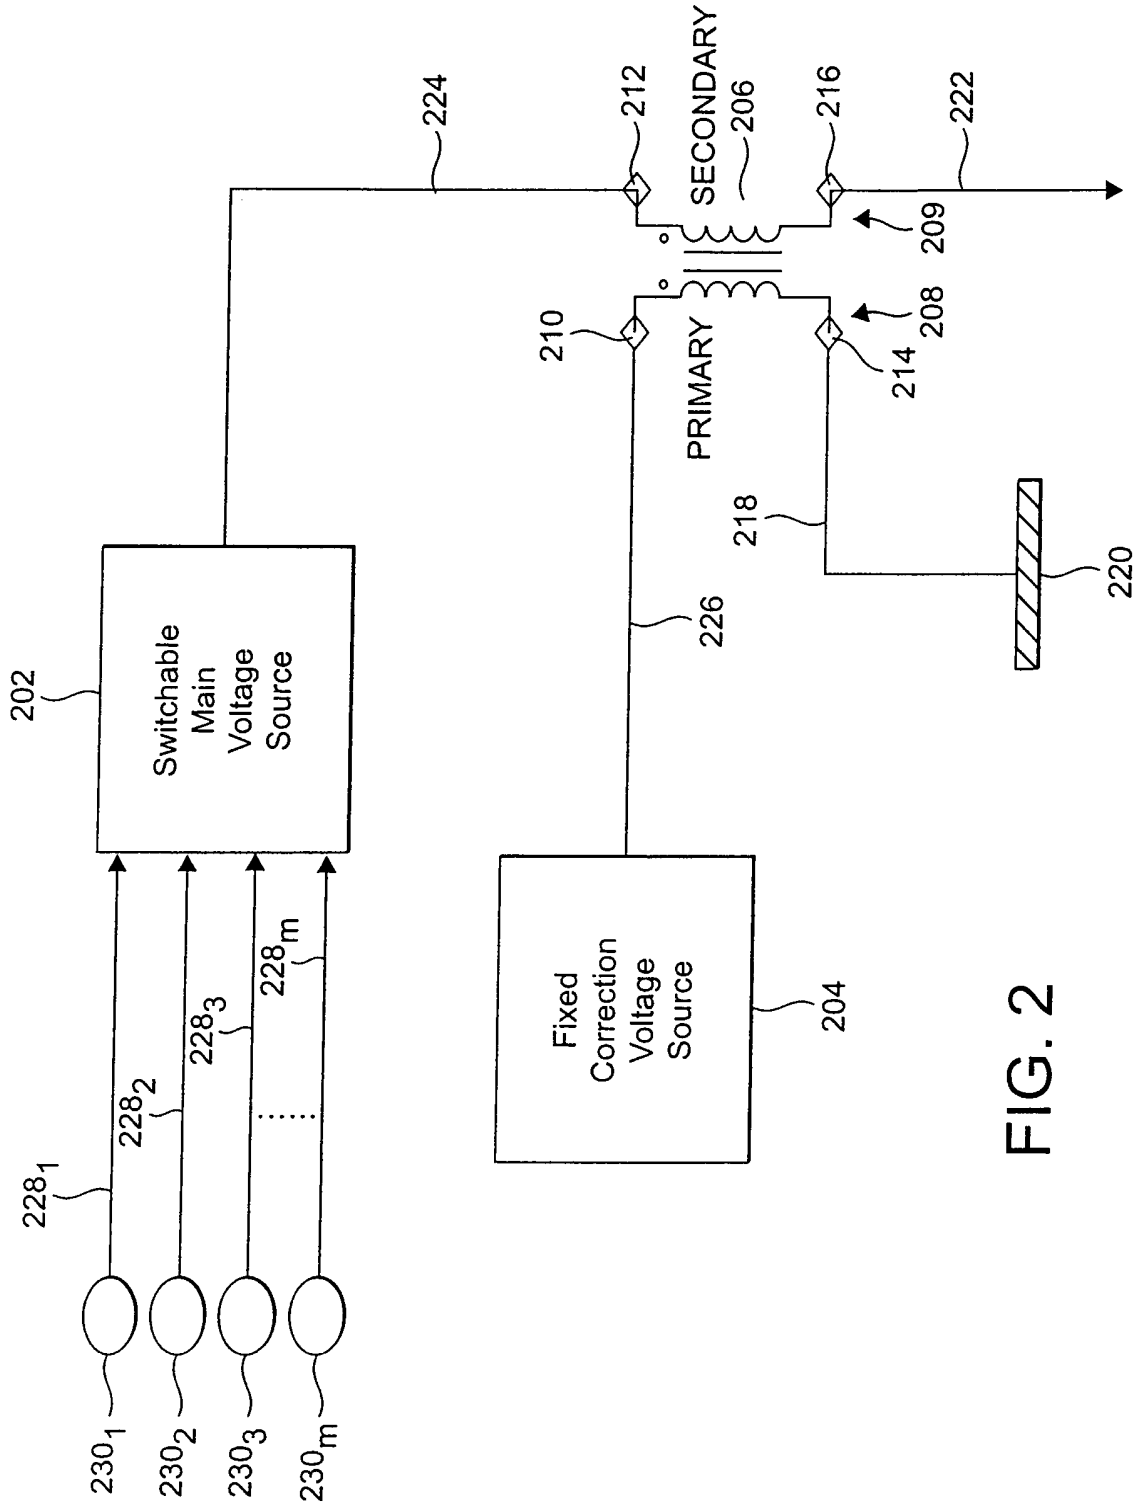 230₁
230₂
230₃
230ₘ
228₁
228₂
228₃
228ₘ
202
Switchable
Main
Voltage
Source
224
212
SECONDARY
206
216
222
209
208
210
PRIMARY
214
218
220
226
Fixed
Correction
Voltage
Source
204
FIG. 2